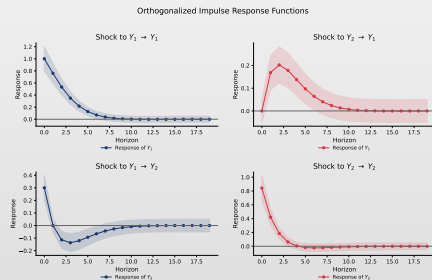 Orthogonalized Impulse Response Functions
Shock to Y₁ → Y₁
Response
1.2
1.0
0.8
0.6
0.4
0.2
0.0
0.0 2.5 5.0 7.5 10.0 12.5 15.0 17.5
Horizon
Response of Y₁
Shock to Y₂ → Y₁
Response
0.2
0.1
0.0
0.0 2.5 5.0 7.5 10.0 12.5 15.0 17.5
Horizon
Response of Y₁
Shock to Y₁ → Y₂
Response
0.4
0.3
0.2
0.1
0.0
−0.1
−0.2
0.0 2.5 5.0 7.5 10.0 12.5 15.0 17.5
Horizon
Response of Y₂
Shock to Y₂ → Y₂
Response
1.0
0.8
0.6
0.4
0.2
0.0
0.0 2.5 5.0 7.5 10.0 12.5 15.0 17.5
Horizon
Response of Y₂